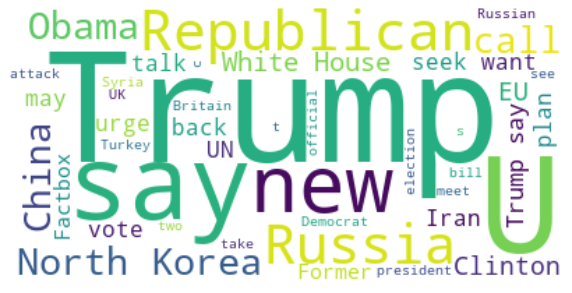 Russian
Obama
Republican
call
talk
u
White House
seek
want
attack
Syria
UK
see
may
Trump
Britain
official
EU
plan
urge
back
t
s
Turkey
UN
China
Factbox
say
new
election
bill
meet
Trump say
U
vote
two
Democrat
Iran
take
Russia
North Korea
Former
president
Clinton